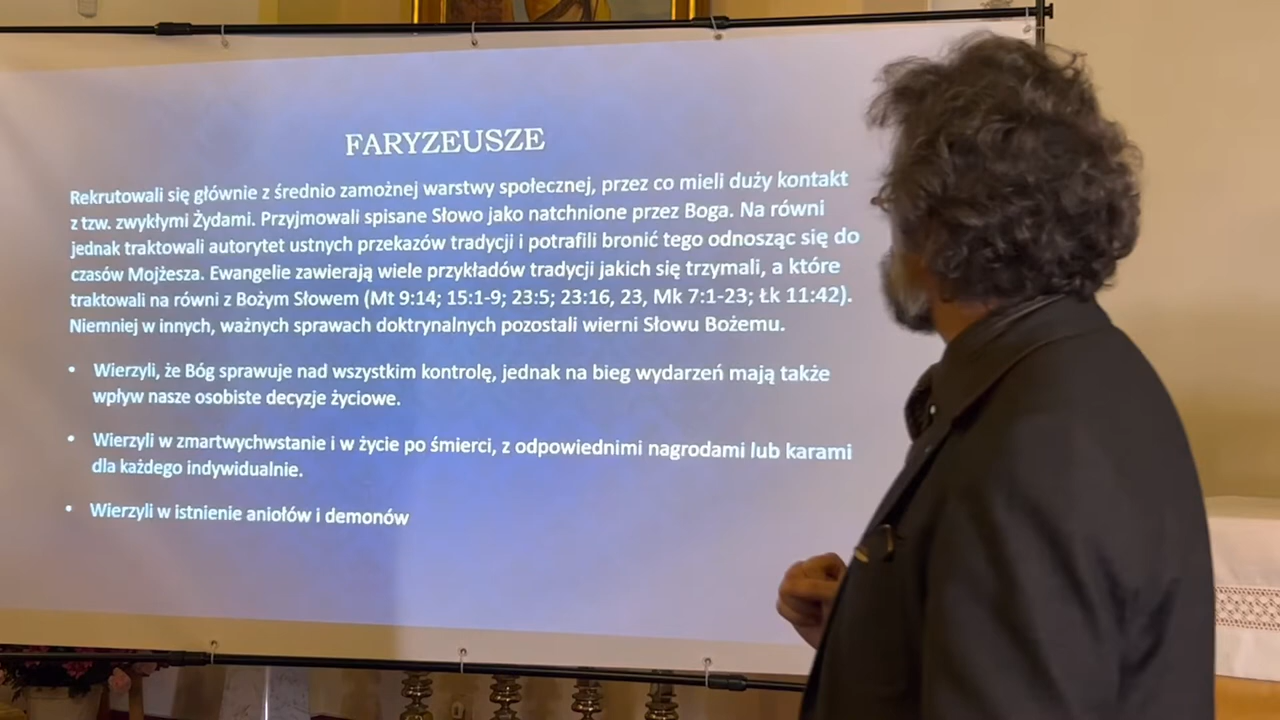 FARYZEUSZE
Rekrutowali się głównie z średnio zamożnej warstwy społecznej, przez co mieli duży kontakt
z tzw. zwykłymi Żydami. Przyjmowali spisane Słowo jako natchnione przez Boga. Na równi
jednak traktowali autorytet ustnych przekazów tradycji i potrafili bronić tego odnosząc się do
czasów Mojżesza. Ewangelie zawierają wiele przykładów tradycji jakich się trzymali, a które
traktowali na równi z Bożym Słowem (Mt 9:14; 15:1-9; 23:5; 23:16, 23, Mk 7:1-23; Łk 11:42).
Niemniej w innych, ważnych sprawach doktrynalnych pozostali wierni Słowu Bożemu.
• Wierzyli, że Bóg sprawuje nad wszystkim kontrolę, jednak na bieg wydarzeń mają także
wpływ nasze osobiste decyzje życiowe.
• Wierzyli w zmartwychwstanie i w życie po śmierci, z odpowiednimi nagrodami lub karami
dla każdego indywidualnie.
• Wierzyli w istnienie aniołów i demonów